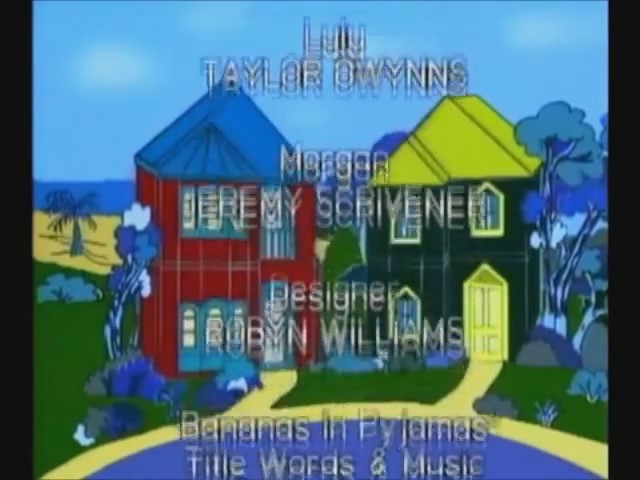 Lulu
TAYLOR OWYNNS
Morgan
JEREMY SCRIVENER
Designer
ROBYN WILLIAMS
Bananas In Pyjamas
Title Words & Music